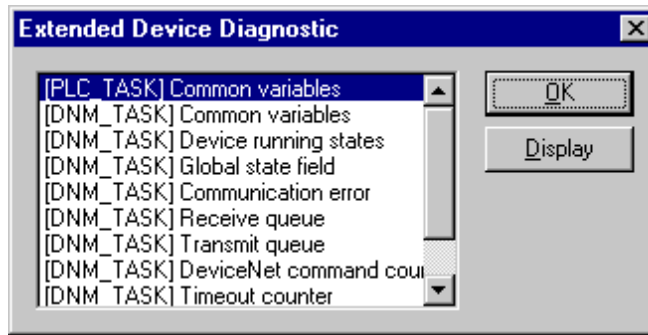 Extended Device Diagnostic
[PLC_TASK] Common variables
[DNM_TASK] Common variables
[DNM_TASK] Device running states
[DNM_TASK] Global state field
[DNM_TASK] Communication error
[DNM_TASK] Receive queue
[DNM_TASK] Transmit queue
[DNM_TASK] DeviceNet command cou
[DNM_TASK] Timeout counter
OK
Display